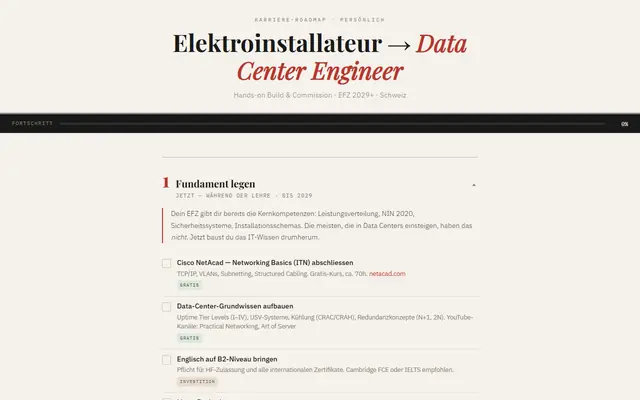 KARRIERE-ROADMAP · PERSÖNLICH
Elektroinstallateur → Data
Center Engineer
Hands-on Build & Commission · EFZ 2029+ · Schweiz
FORTSCHRITT
0%
1 Fundament legen
JETZT — WÄHREND DER LEHRE · BIS 2029
Dein EFZ gibt dir bereits die Kernkompetenzen: Leistungsverteilung, NIN 2020,
Sicherheitssysteme, Installationsschemas. Die meisten, die in Data Centers einsteigen, haben das
nicht. Jetzt baust du das IT-Wissen drumherum.
Cisco NetAcad — Networking Basics (ITN) abschliessen
TCP/IP, VLANs, Subnetting, Structured Cabling. Gratis-Kurs, ca. 70h. netacad.com
GRATIS
Data-Center-Grundwissen aufbauen
Uptime Tier Levels (I–IV), USV-Systeme, Kühlung (CRAC/CRAH), Redundanzkonzepte (N+1, 2N). YouTube-
Kanäle: Practical Networking, Art of Server
GRATIS
Englisch auf B2-Niveau bringen
Pflicht für HF-Zulassung und alle internationalen Zertifikate. Cambridge FCE oder IELTS empfohlen.
INVESTITION